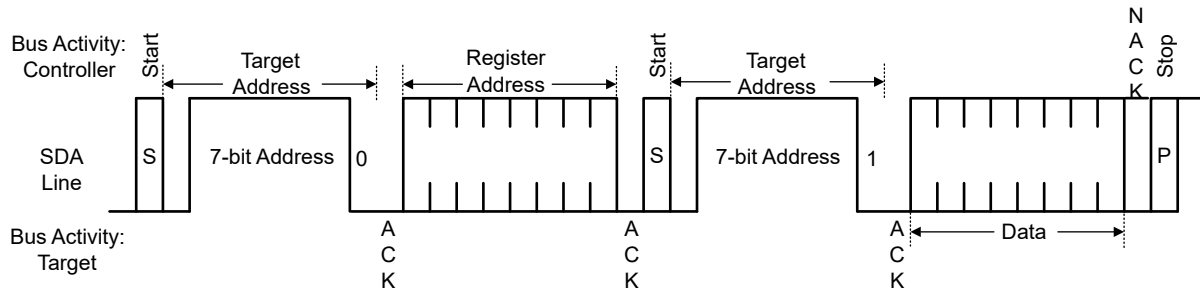 Bus Activity:
Controller
Start
Target
Address
Register
Address
Start
Target
Address
N
A
C
K
Stop
SDA
Line
S
7-bit Address
0
S
7-bit Address
1
P
Bus Activity:
Target
A
C
K
A
C
K
A
C
K
Data